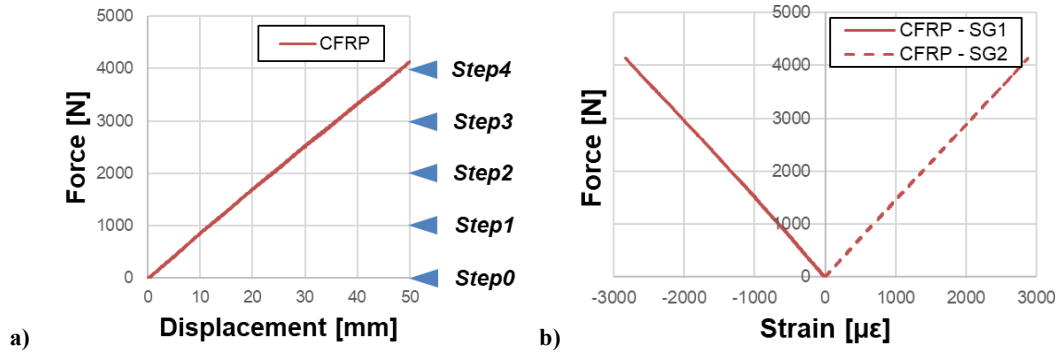 5000
CFRP
4000
3000
2000
1000
0
Force [N]
0 10 20 30 40 50
Displacement [mm]
Step4
Step3
Step2
Step1
Step0
a)
5000
CFRP - SG1
CFRP - SG2
4000
3000
2000
1000
0
Force [N]
-3000 -2000 -1000 0 1000 2000 3000
Strain [µε]
b)